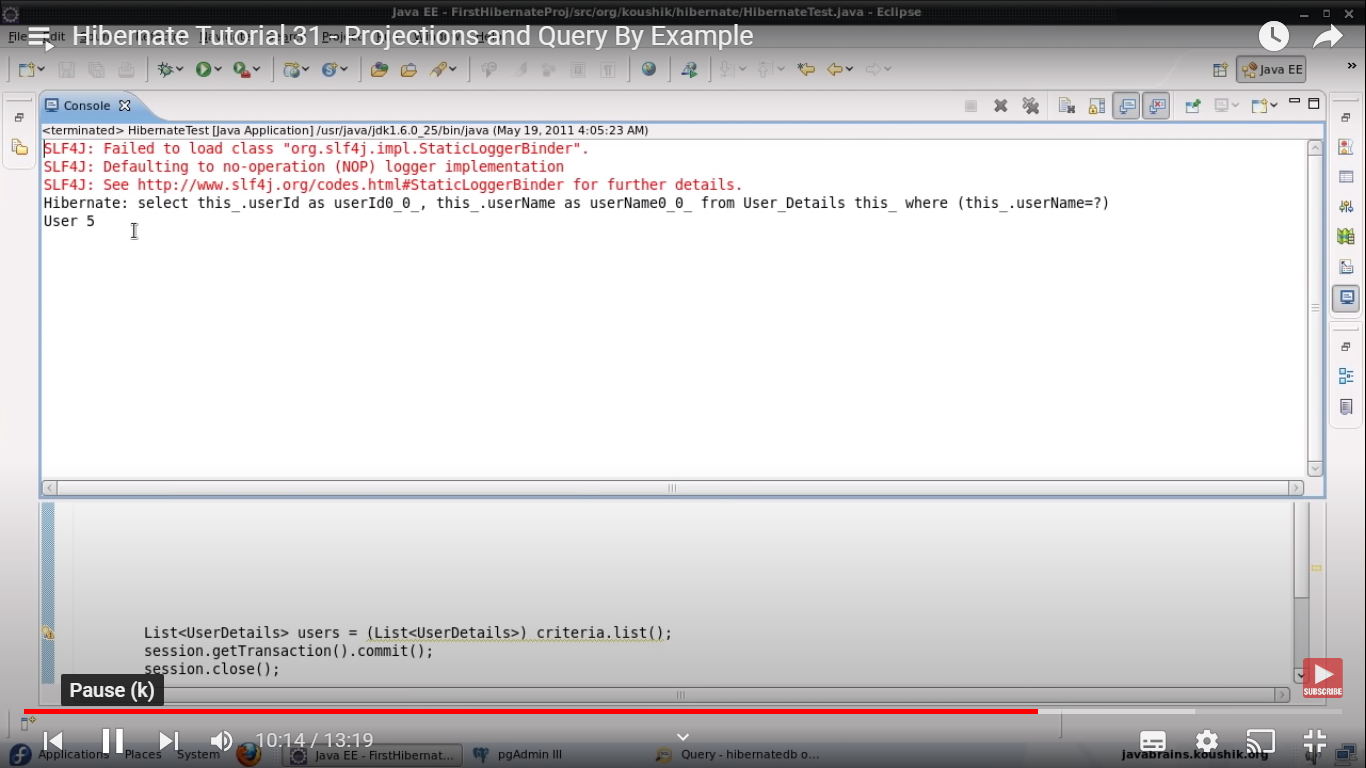 Java EE - FirstHibernateProj/src/org/koushik/hibernate/HibernateTest.java - Eclipse
File Edit
Hibernate Tutorial 31 - Projections and Query By Example
Java EE
Console
<terminated> HibernateTest [Java Application] /usr/java/jdk1.6.0_25/bin/java (May 19, 2011 4:05:23 AM)
SLF4J: Failed to load class "org.slf4j.impl.StaticLoggerBinder".
SLF4J: Defaulting to no-operation (NOP) logger implementation
SLF4J: See http://www.slf4j.org/codes.html#StaticLoggerBinder for further details.
Hibernate: select this_.userId as userId0_0_, this_.userName as userName0_0_ from User_Details this_ where (this_.userName=?)
User 5
List<UserDetails> users = (List<UserDetails>) criteria.list();
session.getTransaction().commit();
session.close();
Pause (k)
SUBSCRIBE
10:14 / 13:19
Applications Places System Java EE - FirstHibernat... pgAdmin III Query - hibernatedb o... javabrains.koushik.org